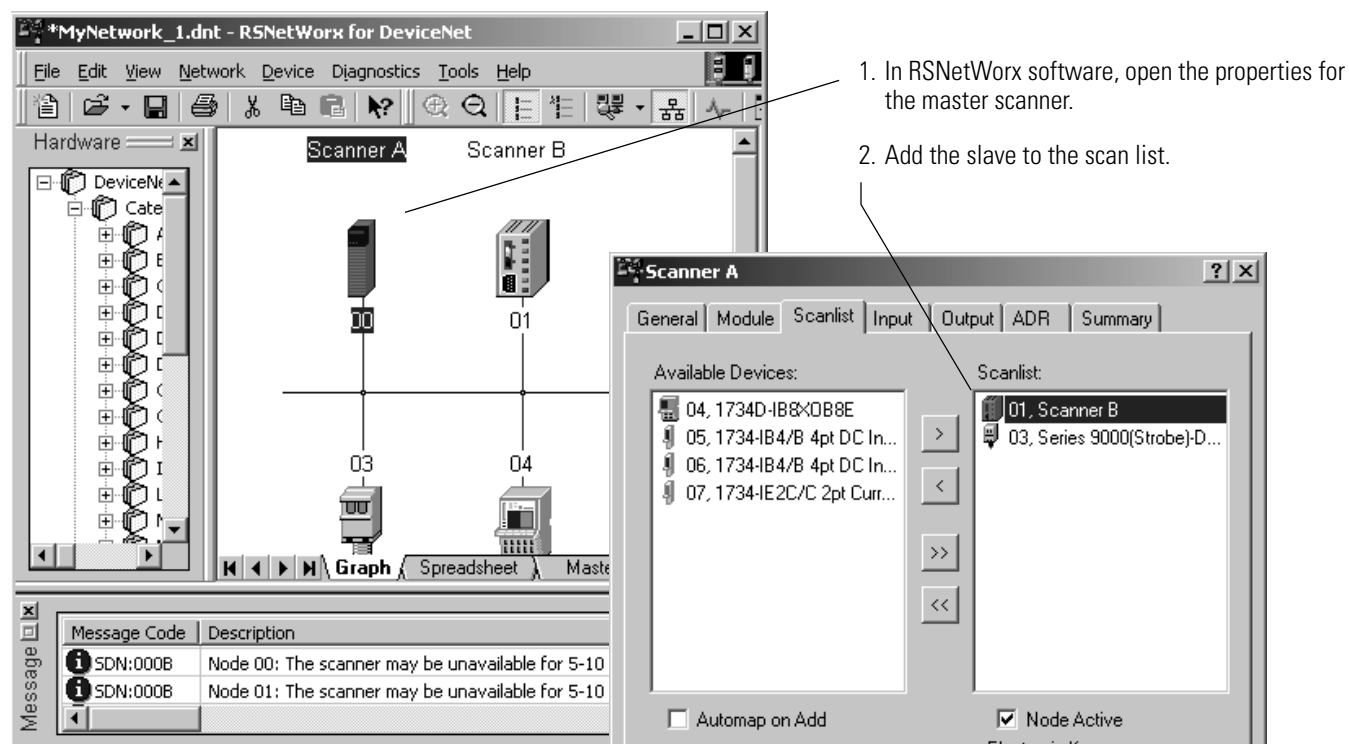 *MyNetwork_1.dnt - RSNetWorx for DeviceNet
File Edit View Network Device Diagnostics Tools Help
Hardware
DeviceNe
Cate
Scanner A
Scanner B
00
01
03
04
Graph
Spreadsheet
Maste
Message
Message Code
Description
SDN:000B
Node 00: The scanner may be unavailable for 5-10
SDN:000B
Node 01: The scanner may be unavailable for 5-10
1. In RSNetWorx software, open the properties for
the master scanner.
2. Add the slave to the scan list.
Scanner A
General
Module
Scanlist
Input
Output
ADR
Summary
Available Devices:
04, 1734D-IB8XOB8E
05, 1734-IB4/B 4pt DC In...
06, 1734-IB4/B 4pt DC In...
07, 1734-IE2C/C 2pt Curr...
>
<
>>
<<
Scanlist:
01, Scanner B
03, Series 9000(Strobe)-D...
Automap on Add
Node Active